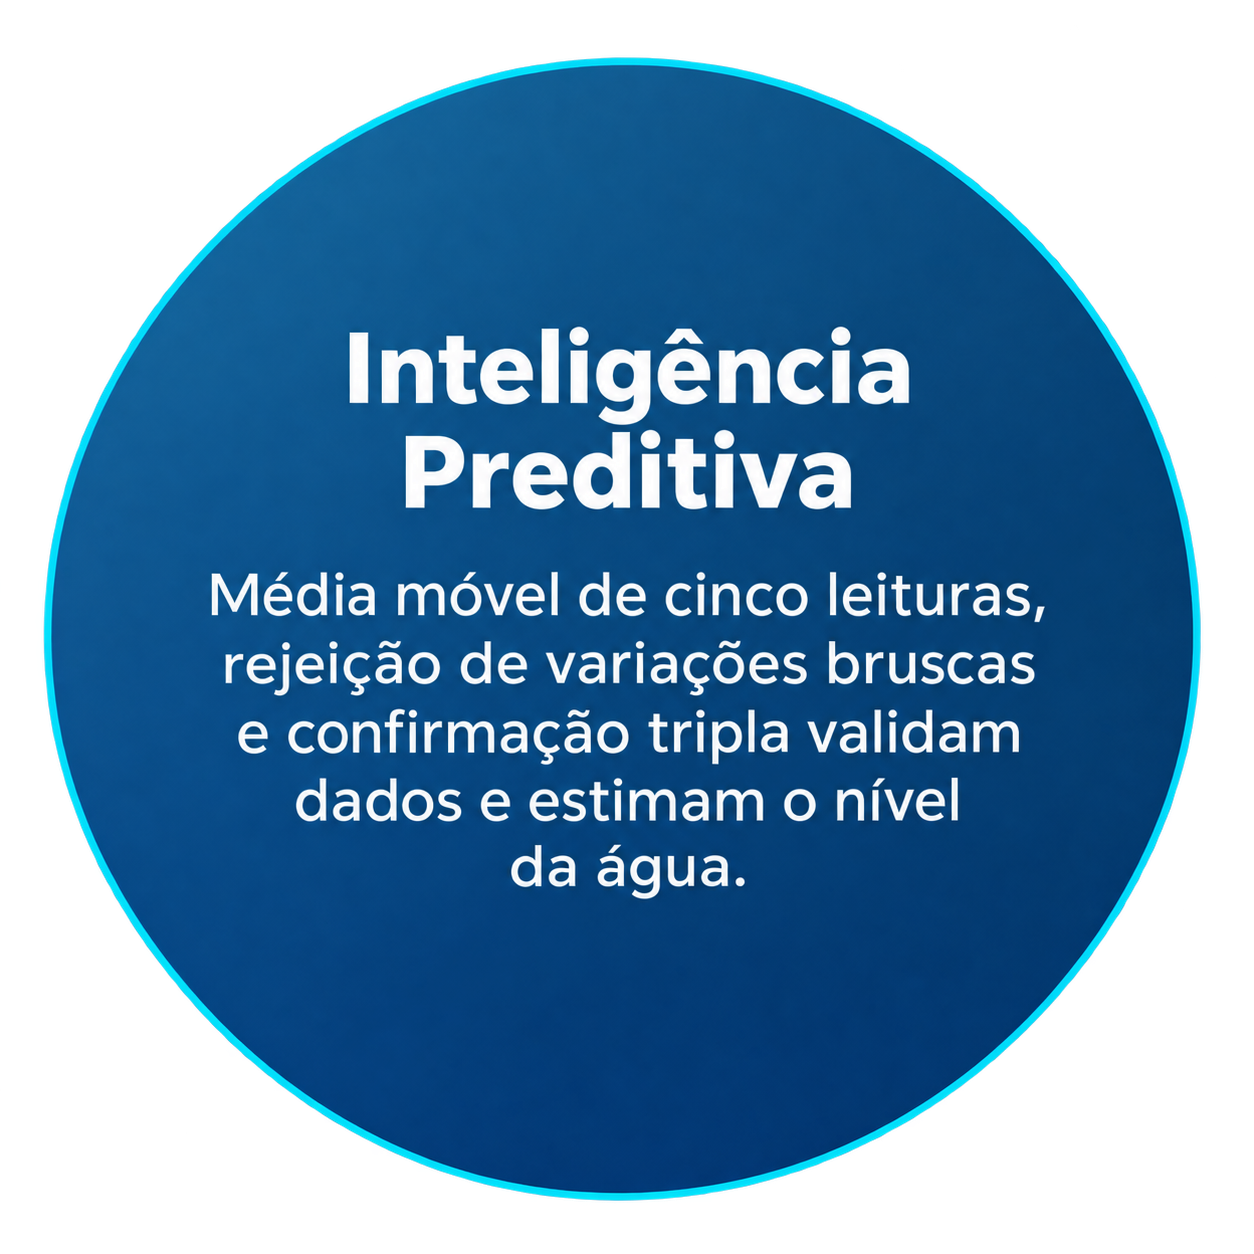 Inteligência
Preditiva
Média móvel de cinco leituras,
rejeição de variações bruscas
e confirmação tripla validam
dados e estimam o nível
da água.